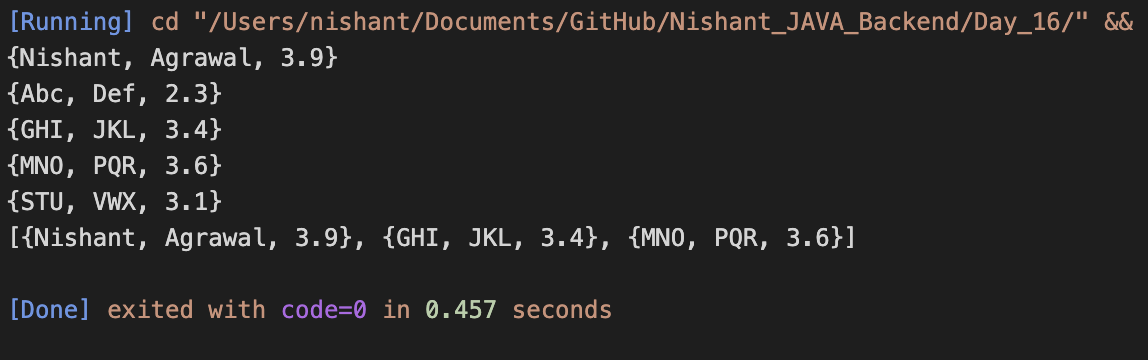 [Running] cd "/Users/nishant/Documents/GitHub/Nishant_JAVA_Backend/Day_16/" &&
{Nishant, Agrawal, 3.9}
{Abc, Def, 2.3}
{GHI, JKL, 3.4}
{MNO, PQR, 3.6}
{STU, VWX, 3.1}
[{Nishant, Agrawal, 3.9}, {GHI, JKL, 3.4}, {MNO, PQR, 3.6}]
[Done] exited with code=0 in 0.457 seconds